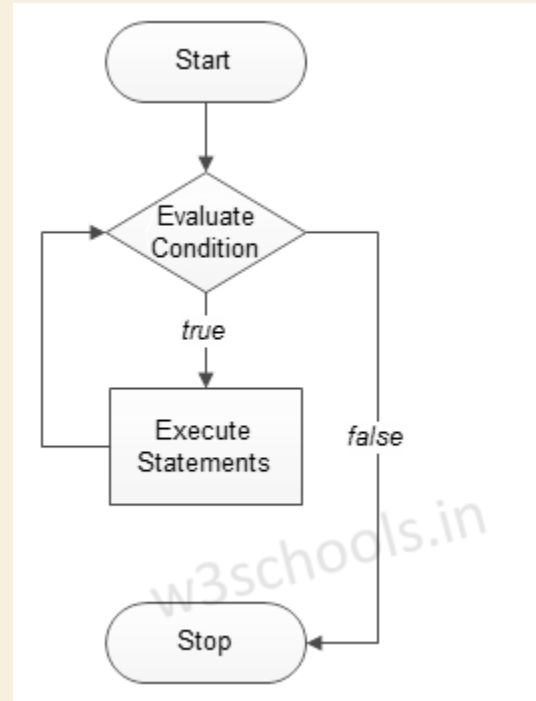 Start
Evaluate
Condition
true
Execute
Statements
false
w3schools.in
Stop